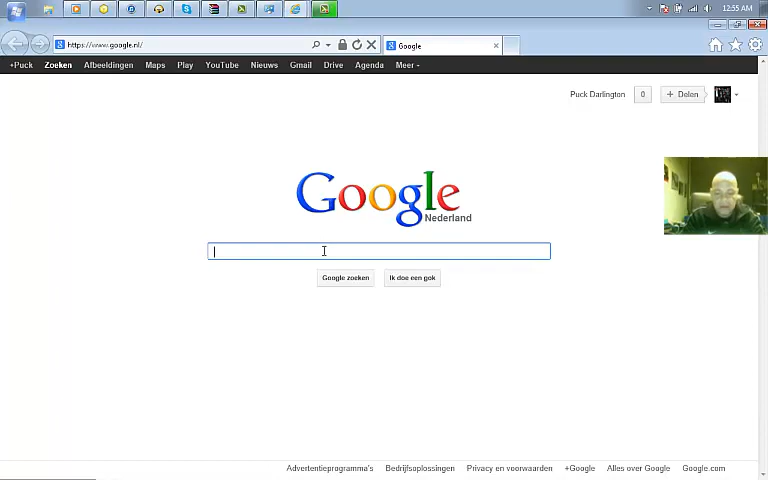 12:55 AM
https://www.google.nl/
Google
+Puck Zoeken Afbeeldingen Maps Play YouTube Nieuws Gmail Drive Agenda Meer
Puck Darlington 0 + Delen
Google
Nederland
Google zoeken Ik doe een gok
Advertentieprogramma's Bedrijfsoplossingen Privacy en voorwaarden +Google Alles over Google Google.com